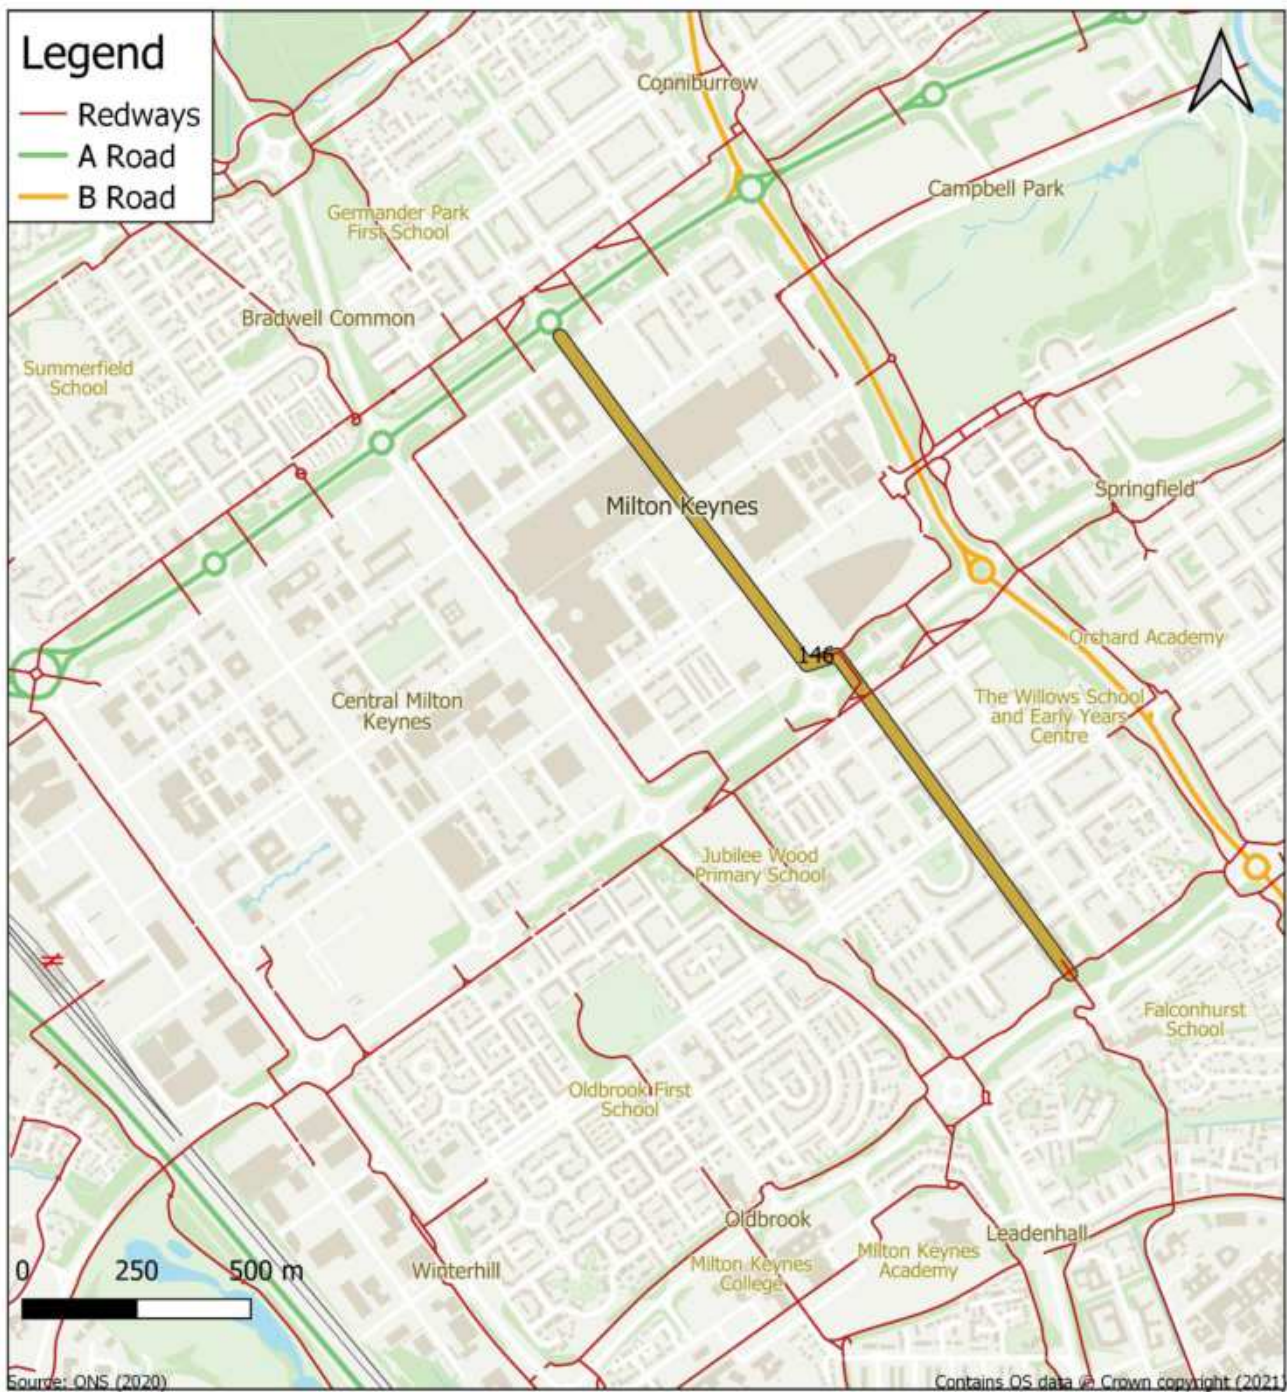 Legend
Redways
A Road
B Road
Conniburrow
Campbell Park
Germander Park
First School
Bradwell Common
Summerfield
School
Milton Keynes
Springfield
146
Orchard Academy
Central Milton
Keynes
The Willows School
and Early Years
Centre
Jubilee Wood
Primary School
Falconhurst
School
Oldbrook First
School
Oldbrook
Leadenhall
Milton Keynes
Academy
Milton Keynes
College
Winterhill
0 250 500 m
Source: ONS (2020)
Contains OS data © Crown copyright (2021)